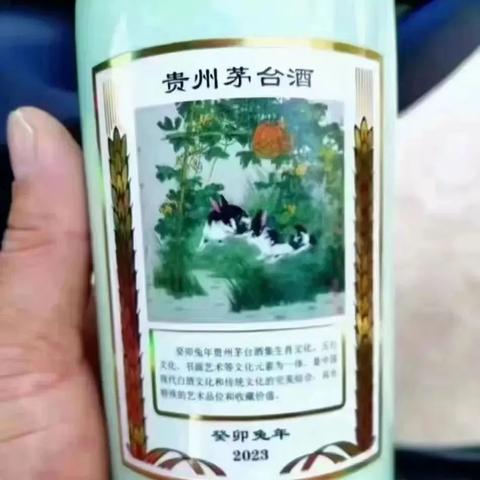 贵州茅台酒
癸卯兔年贵州茅台酒集生肖文化、五行
文化、书画艺术等文化元素为一体，是中国
现代白酒文化和传统文化的完美结合，具有
特殊的艺术品位和收藏价值。
癸卯兔年
2023